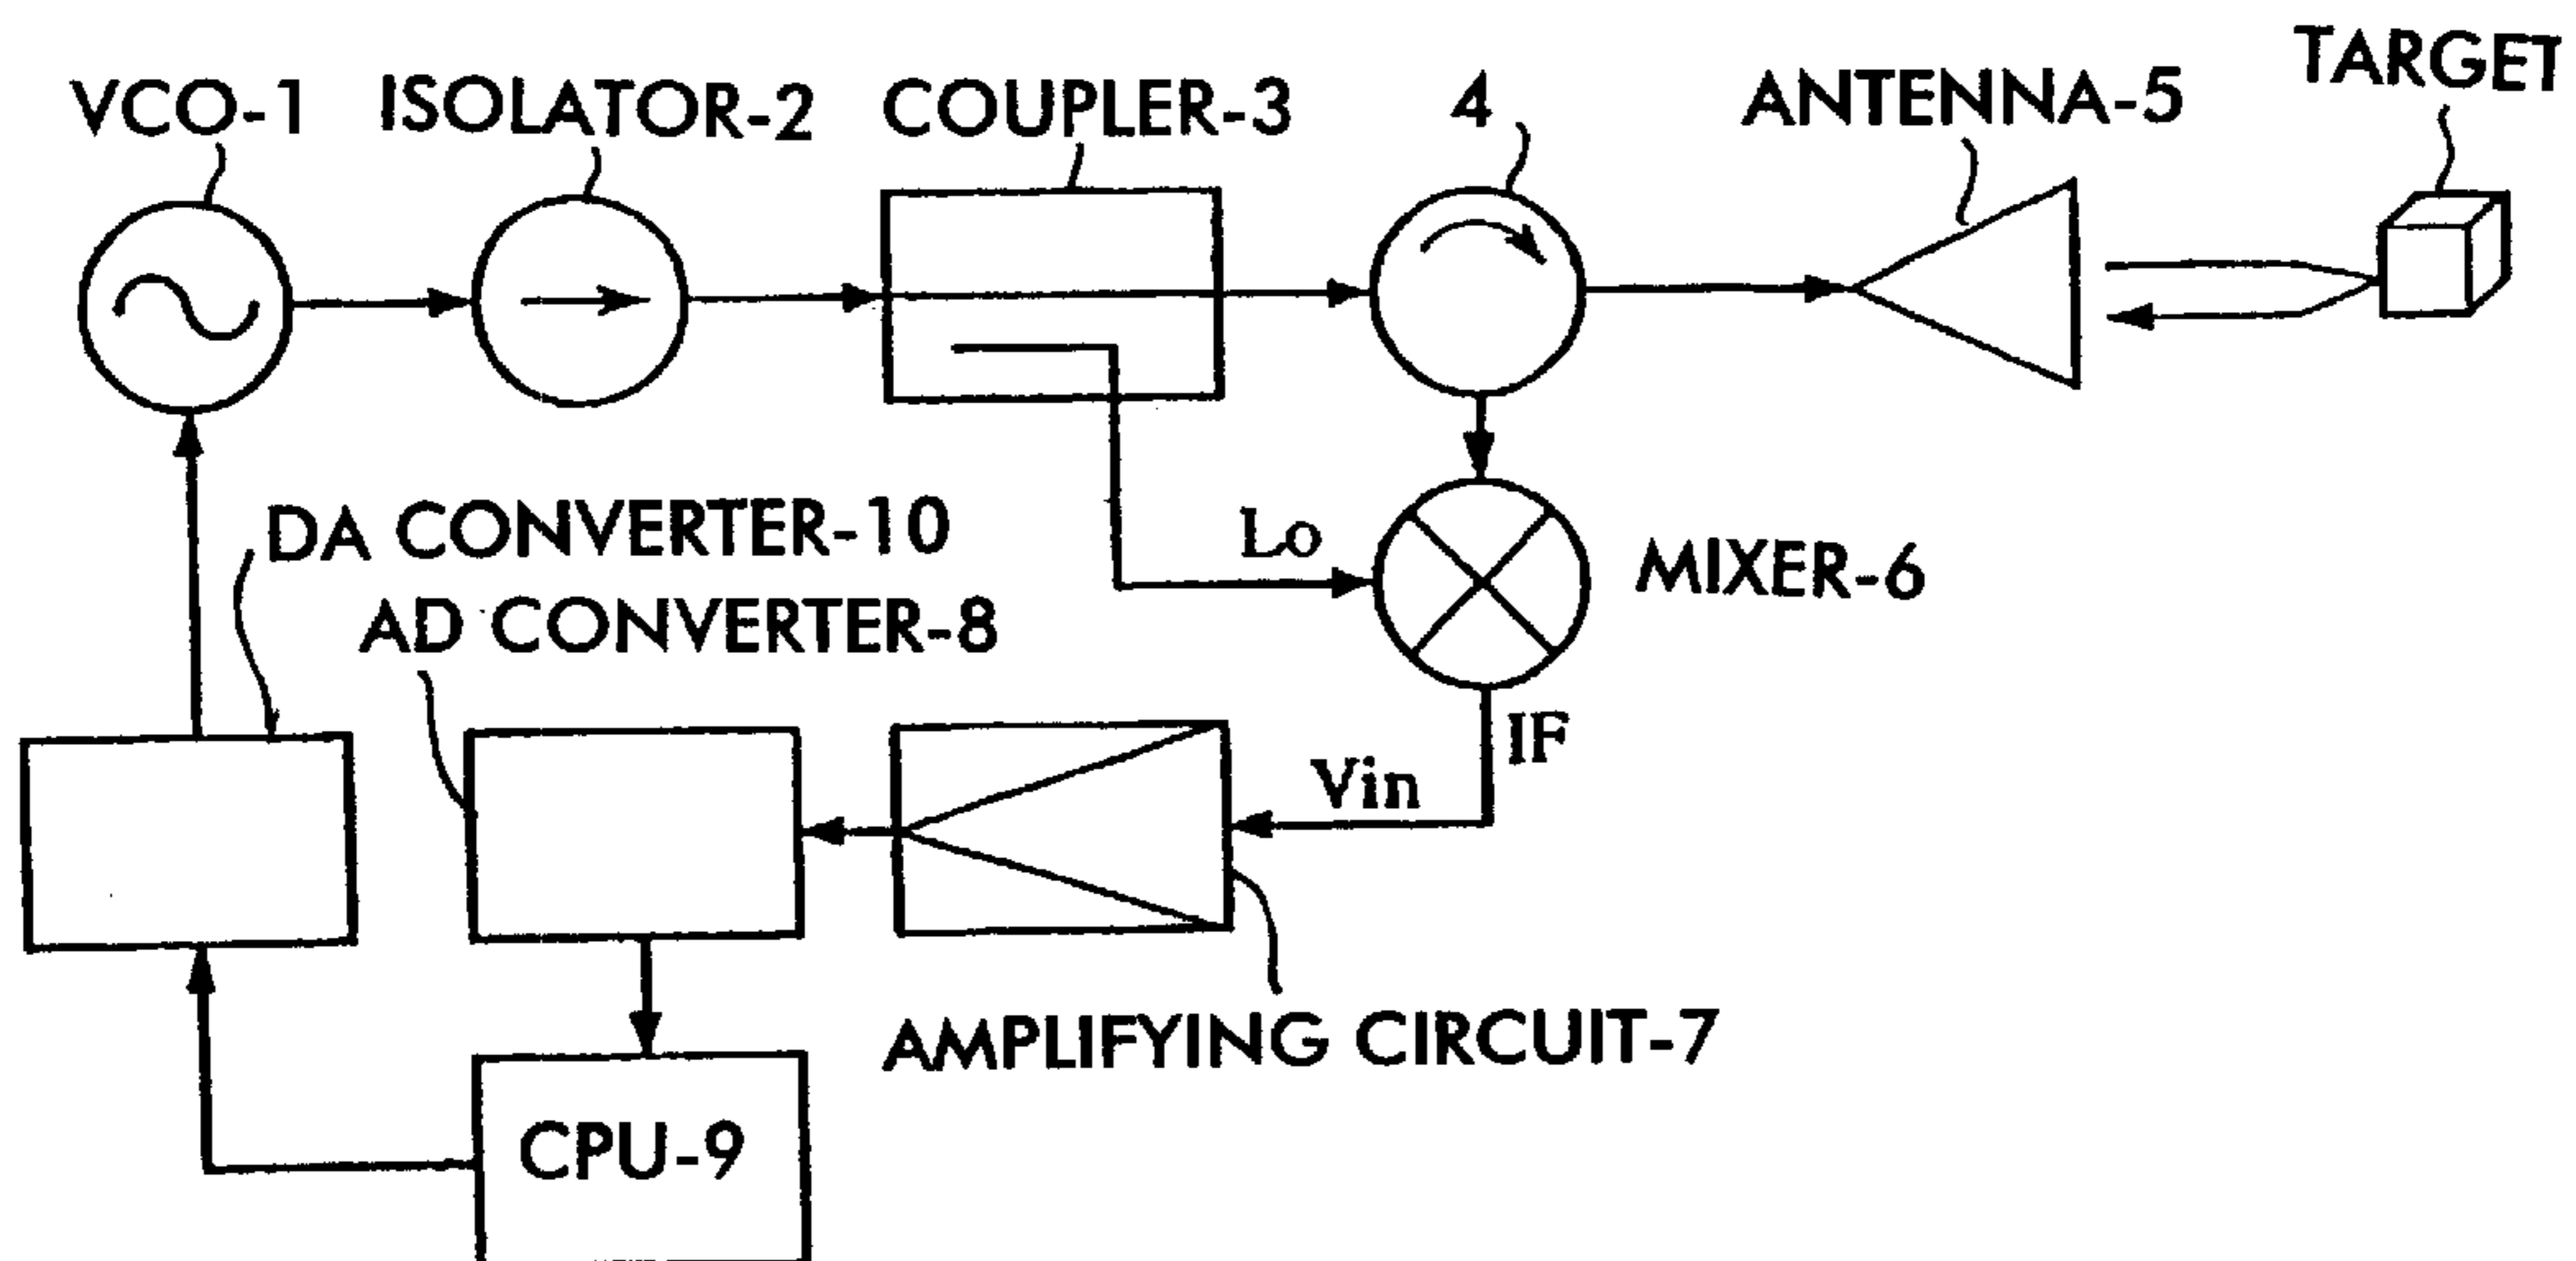 VCO-1
ISOLATOR-2
COUPLER-3
4
ANTENNA-5
TARGET
DA CONVERTER-10
Lo
MIXER-6
AD CONVERTER-8
IF
Vin
AMPLIFYING CIRCUIT-7
CPU-9